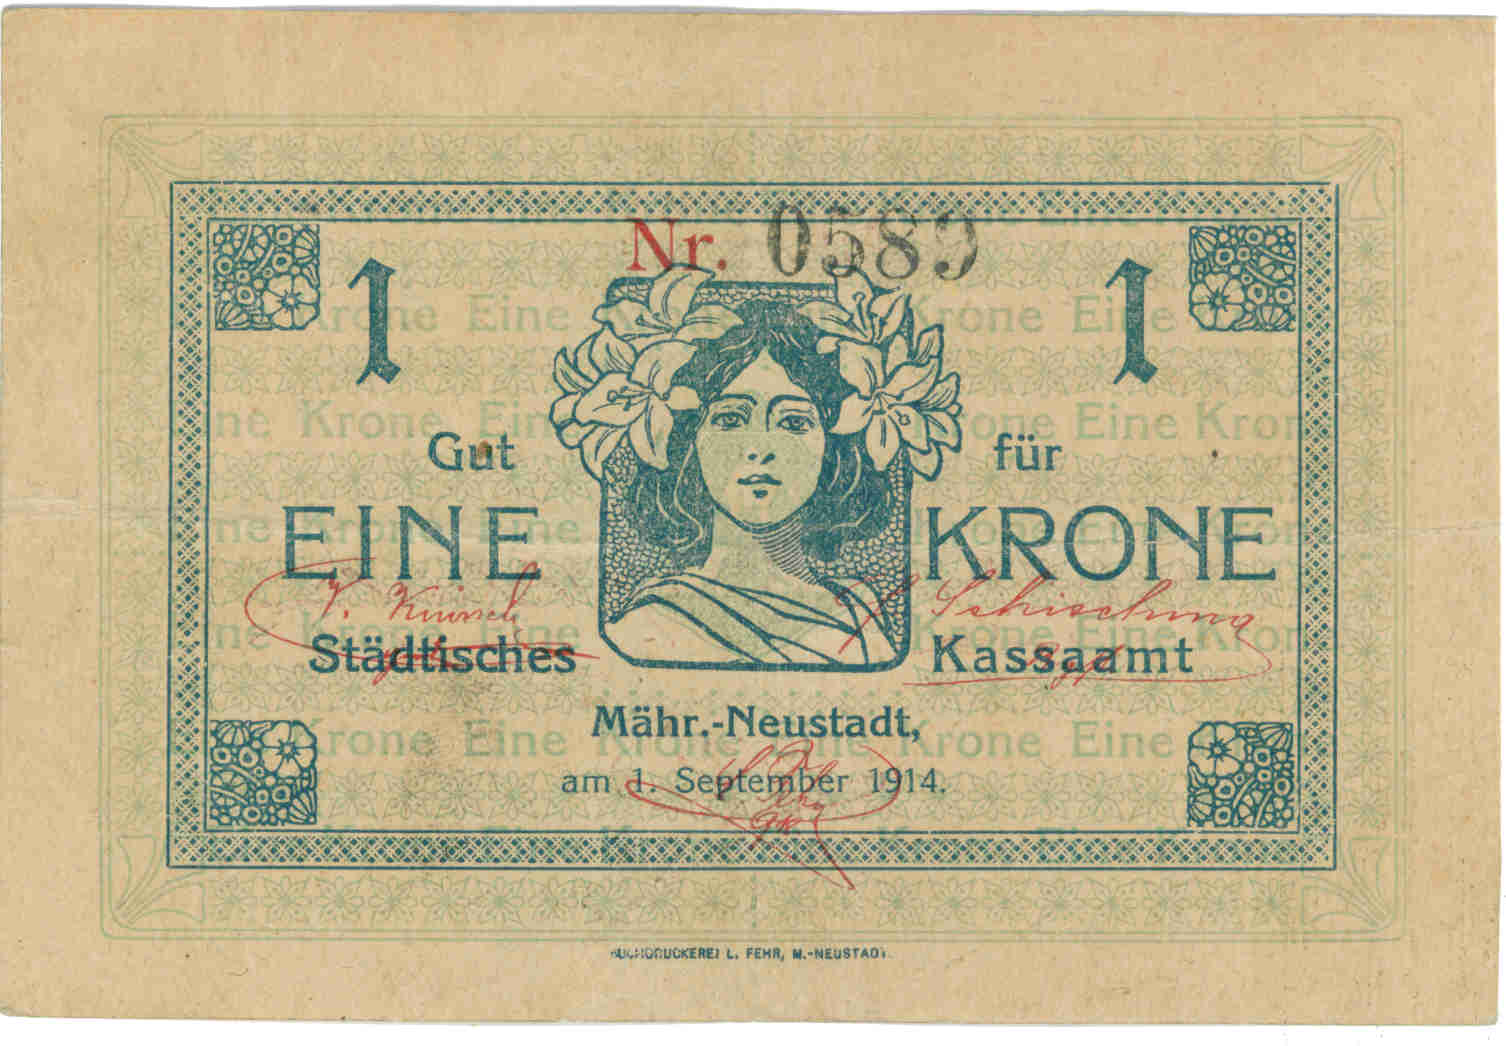 Nr. 0589
1 1
Gut für
EINE KRONE
Städtisches Kassaamt
Mähr.-Neustadt,
am 1. September 1914.
BUCHDRUCKEREI L. FEHR, M.-NEUSTADT.